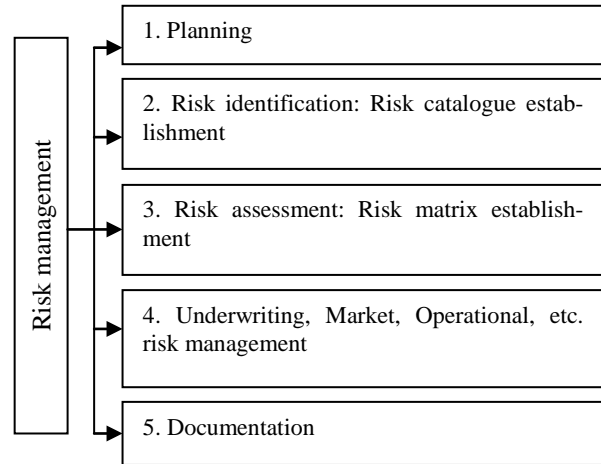 Risk management
1. Planning
2. Risk identification: Risk catalogue estab-
lishment
3. Risk assessment: Risk matrix establish-
ment
4. Underwriting, Market, Operational, etc.
risk management
5. Documentation